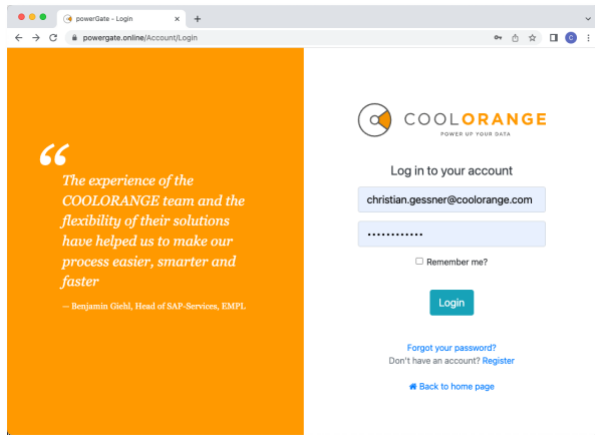 powerGate - Login
powergate.online/Account/Login
C
“
The experience of the
COOLORANGE team and the
flexibility of their solutions
have helped us to make our
process easier, smarter and
faster
— Benjamin Giehl, Head of SAP-Services, EMPL
COOLORANGE
POWER UP YOUR DATA
Log in to your account
christian.gessner@coolorange.com
••••••••••••
Remember me?
Login
Forgot your password?
Don't have an account? Register
Back to home page